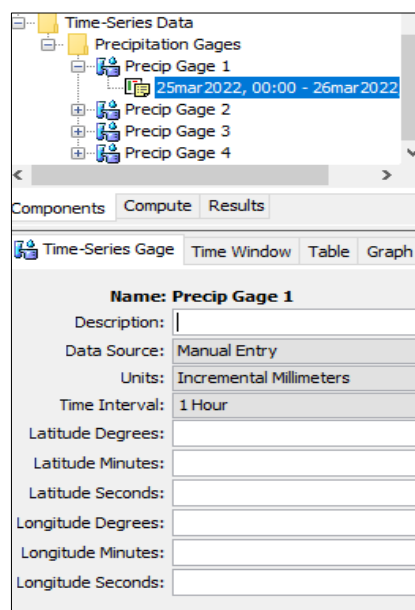 Time-Series Data
Precipitation Gages
Precip Gage 1
25mar2022, 00:00 - 26mar2022
Precip Gage 2
Precip Gage 3
Precip Gage 4
Components Compute Results
Time-Series Gage Time Window Table Graph
Name: Precip Gage 1
Description:
Data Source: Manual Entry
Units: Incremental Millimeters
Time Interval: 1 Hour
Latitude Degrees:
Latitude Minutes:
Latitude Seconds:
Longitude Degrees:
Longitude Minutes:
Longitude Seconds: